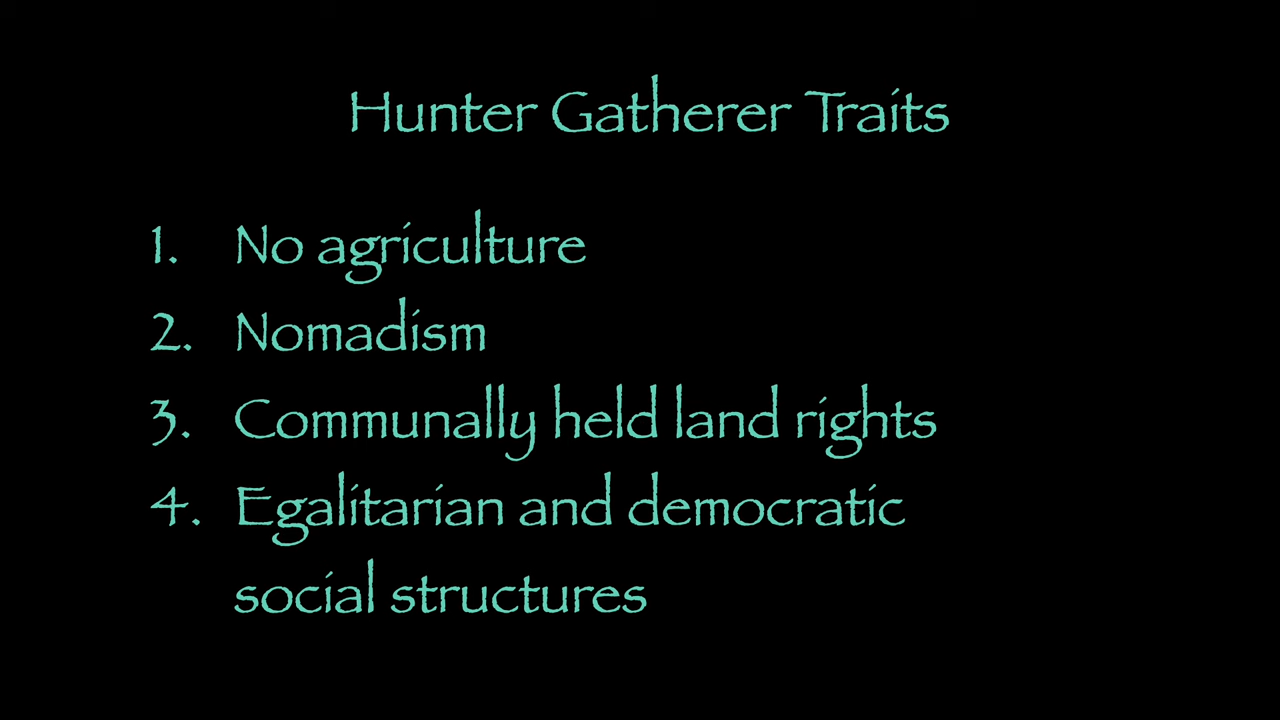 Hunter Gatherer Traits
1. No agriculture
2. Nomadism
3. Communally held land rights
4. Egalitarian and democratic
social structures